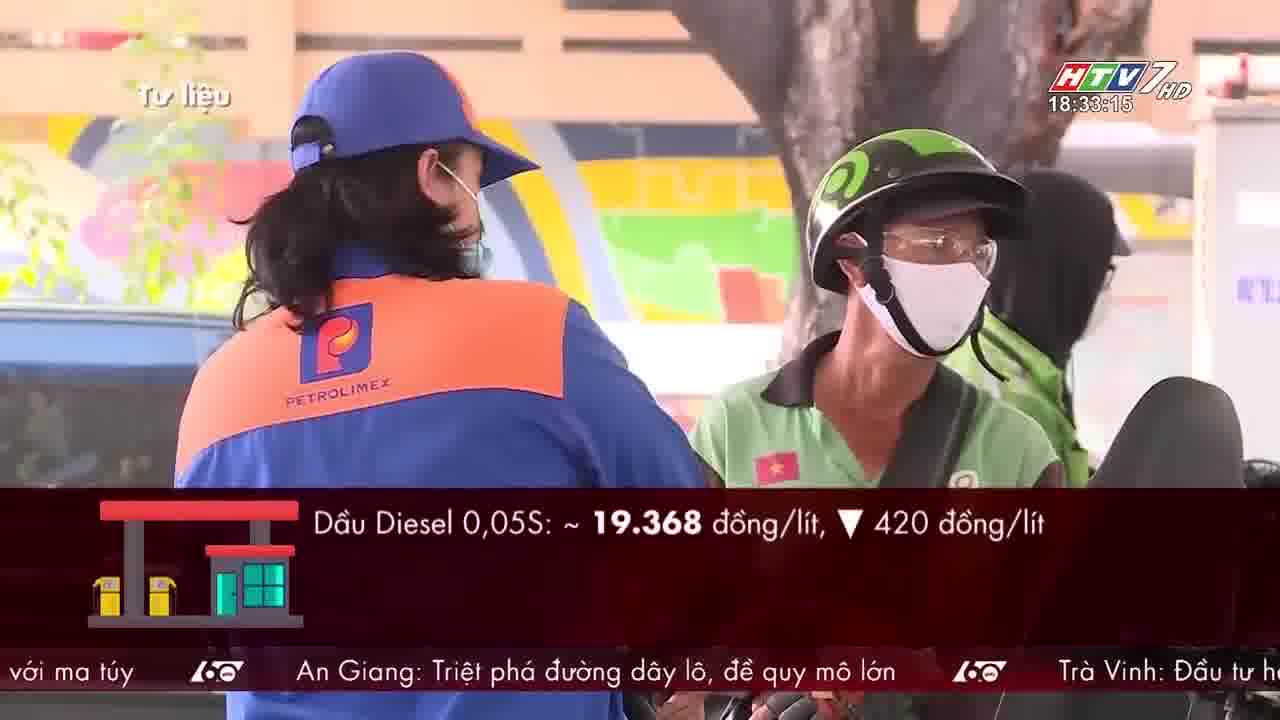 Tư liệu
HTV7 HD
18:33:15
PETROLIMEX
Dầu Diesel 0,05S: ~ 19.368 đồng/lít, ▼ 420 đồng/lít
với ma túy
An Giang: Triệt phá đường dây lô, đề quy mô lớn
Trà Vinh: Đầu tư